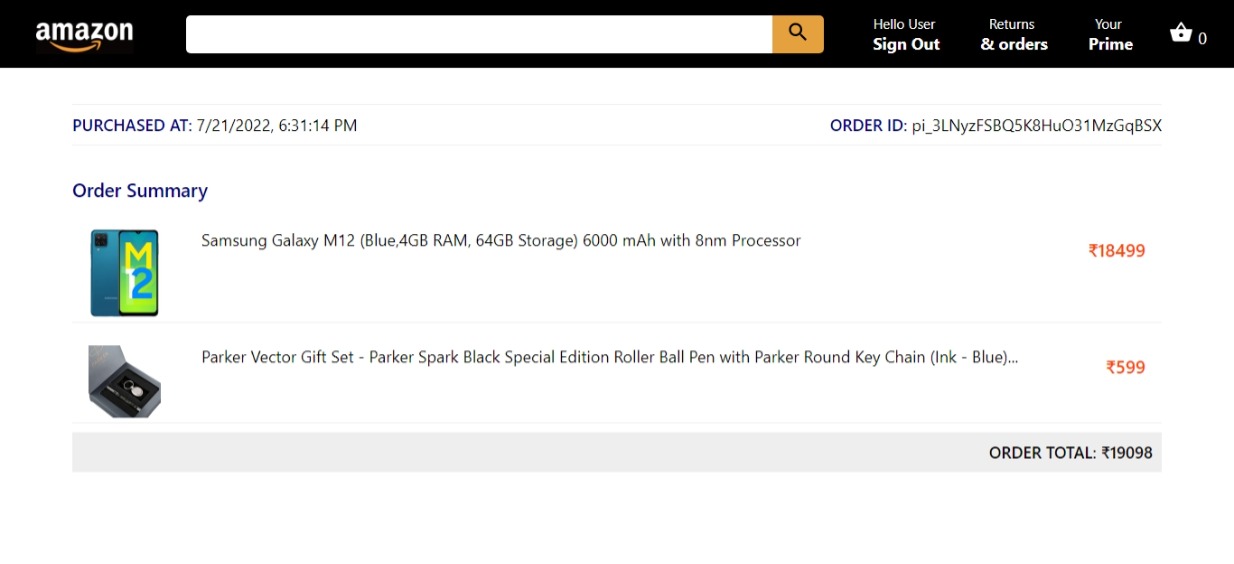 amazon
Hello User
Sign Out
Returns
& orders
Your
Prime
0
PURCHASED AT: 7/21/2022, 6:31:14 PM
ORDER ID: pi_3LNyzFSBQ5K8HuO31MzGqBSX
Order Summary
M
12
Samsung Galaxy M12 (Blue,4GB RAM, 64GB Storage) 6000 mAh with 8nm Processor
₹18499
Parker Vector Gift Set - Parker Spark Black Special Edition Roller Ball Pen with Parker Round Key Chain (Ink - Blue)...
₹599
ORDER TOTAL: ₹19098